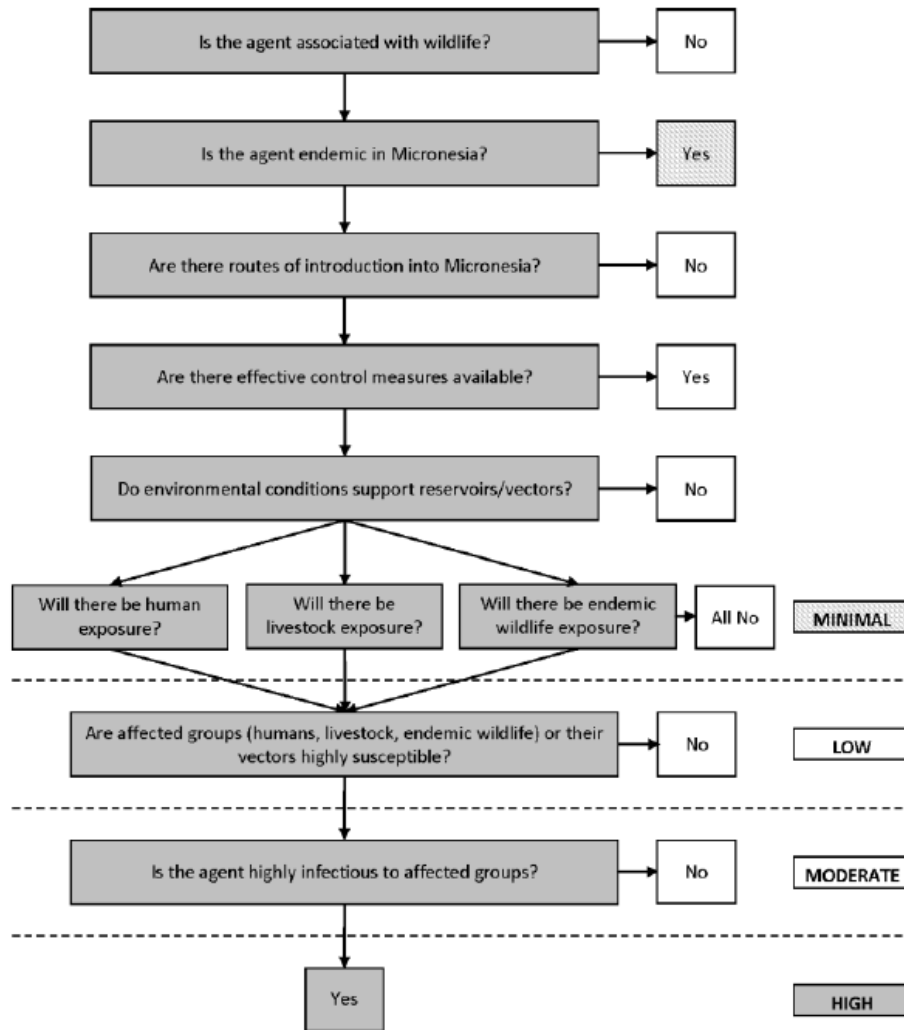 Is the agent associated with wildlife?
No
Is the agent endemic in Micronesia?
Yes
Are there routes of introduction into Micronesia?
No
Are there effective control measures available?
Yes
Do environmental conditions support reservoirs/vectors?
No
Will there be human
exposure?
Will there be
livestock exposure?
Will there be endemic
wildlife exposure?
All No
MINIMAL
Are affected groups (humans, livestock, endemic wildlife) or their
vectors highly susceptible?
No
LOW
Is the agent highly infectious to affected groups?
No
MODERATE
Yes
HIGH